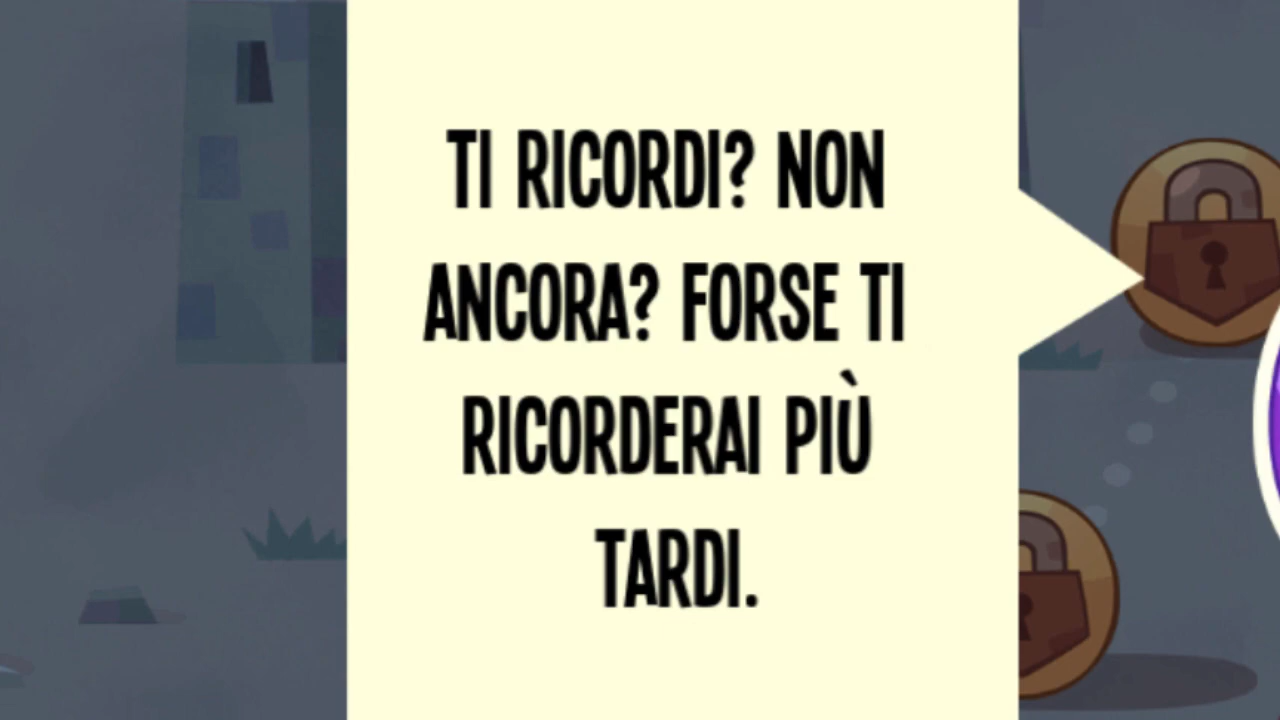 TI RICORDI? NON
ANCORA? FORSE TI
RICORDERAI PIÙ
TARDI.